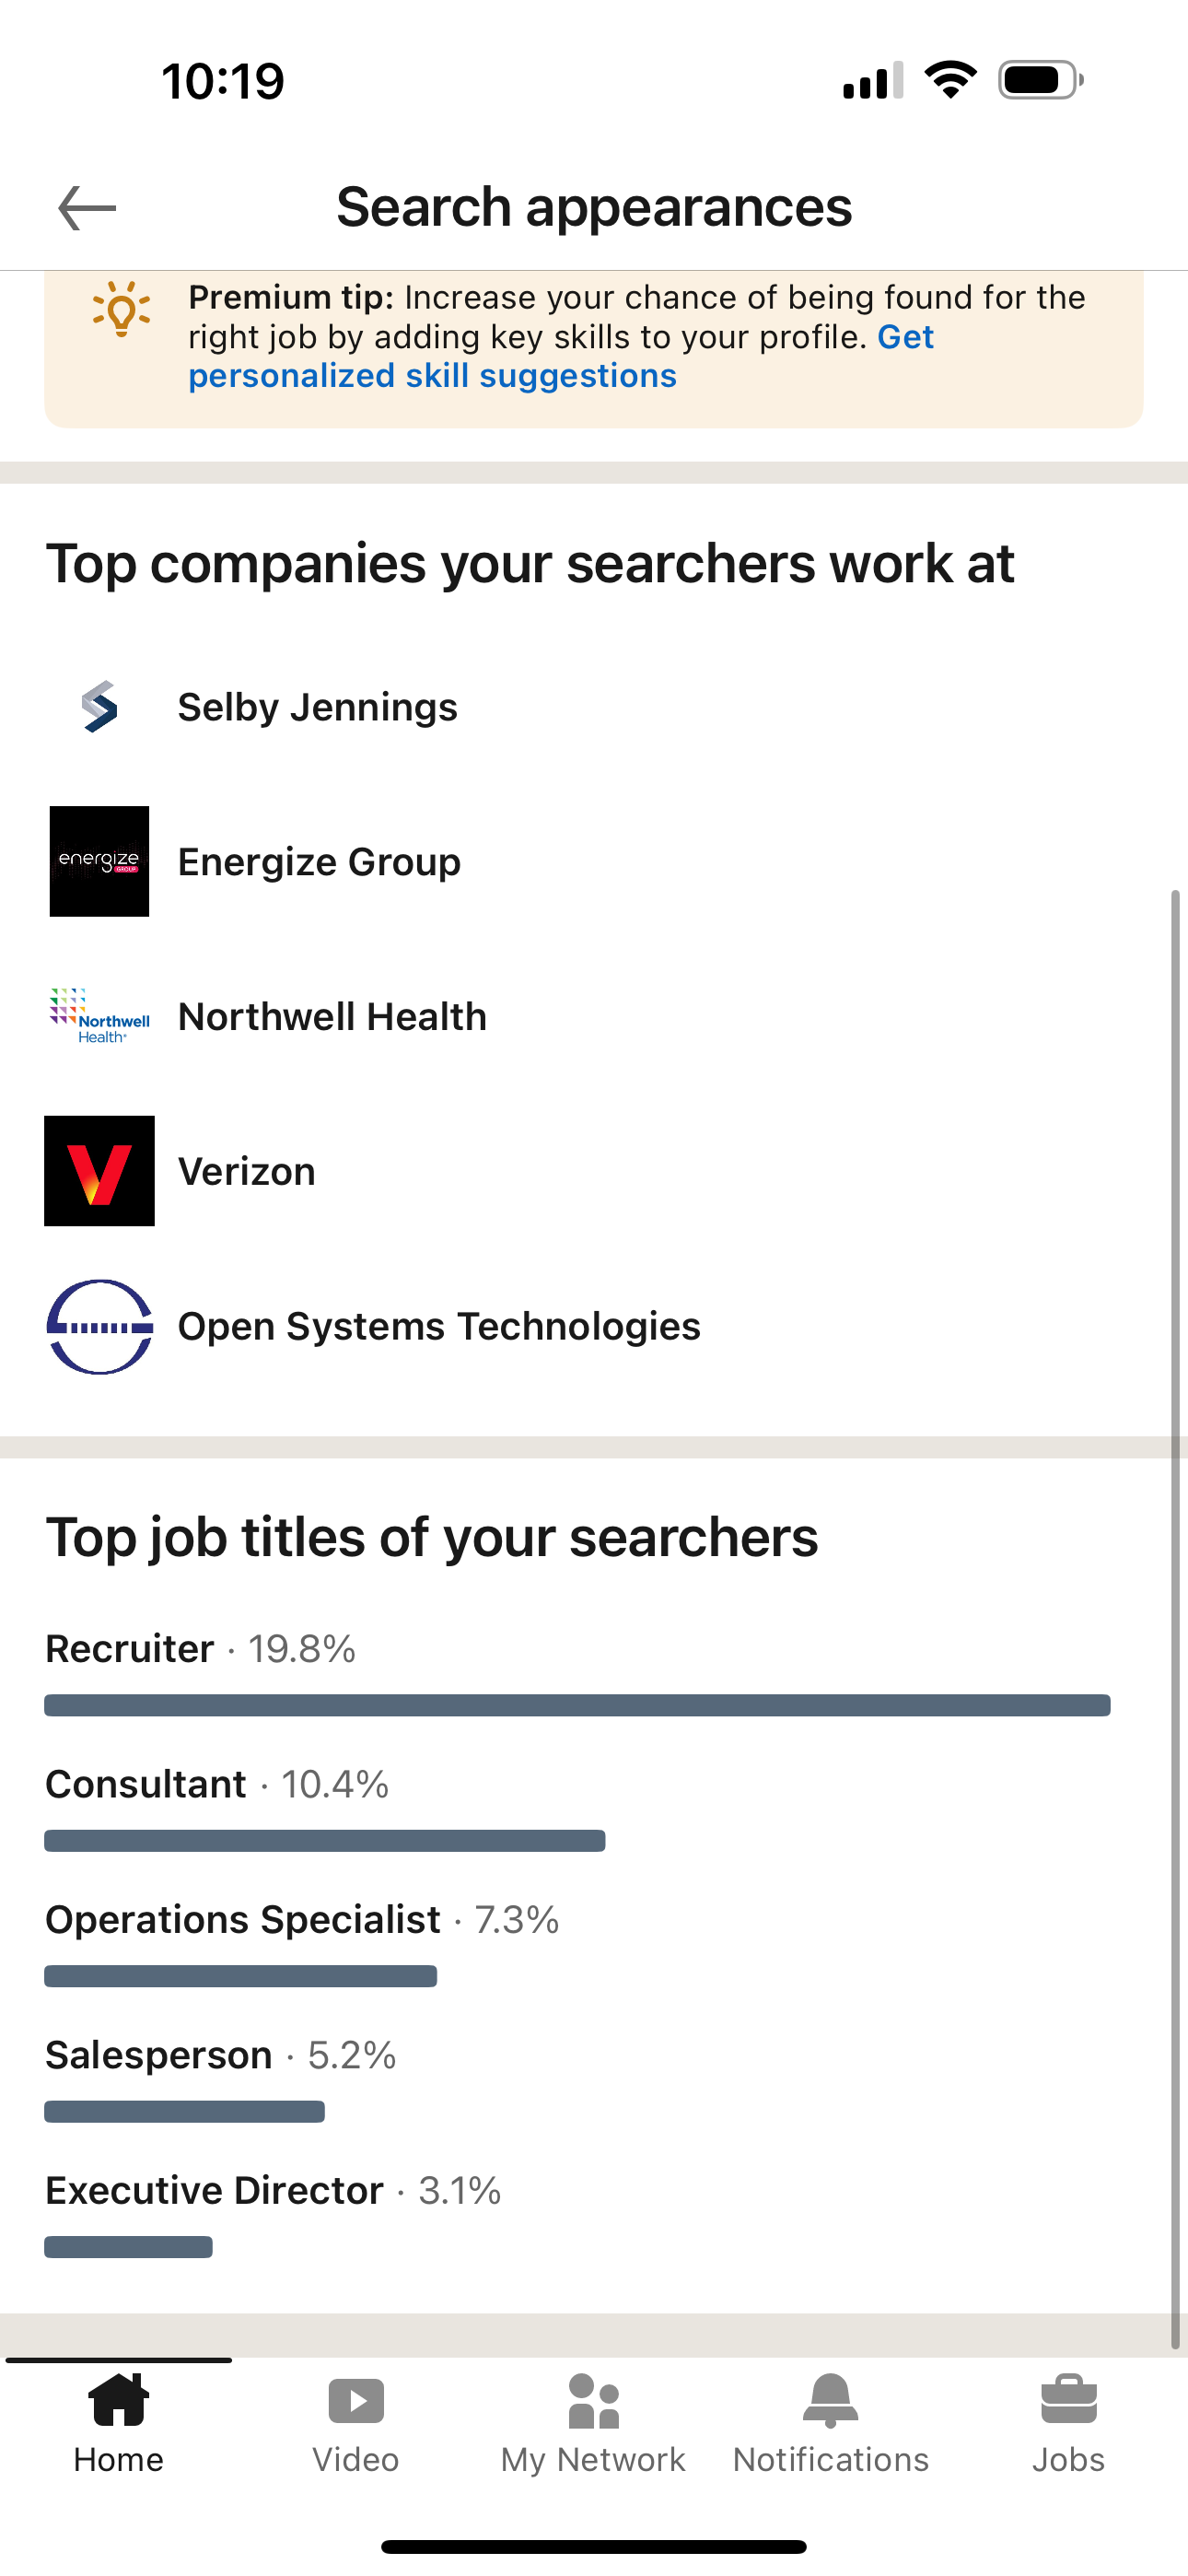 10:19
Search appearances
Premium tip: Increase your chance of being found for the
right job by adding key skills to your profile. Get
personalized skill suggestions
Top companies your searchers work at
Selby Jennings
energize
GROUP
Energize Group
Northwell
Health
Northwell Health
V
Verizon
Open Systems Technologies
Top job titles of your searchers
Recruiter · 19.8%
Consultant · 10.4%
Operations Specialist · 7.3%
Salesperson · 5.2%
Executive Director · 3.1%
Home
Video
My Network
Notifications
Jobs